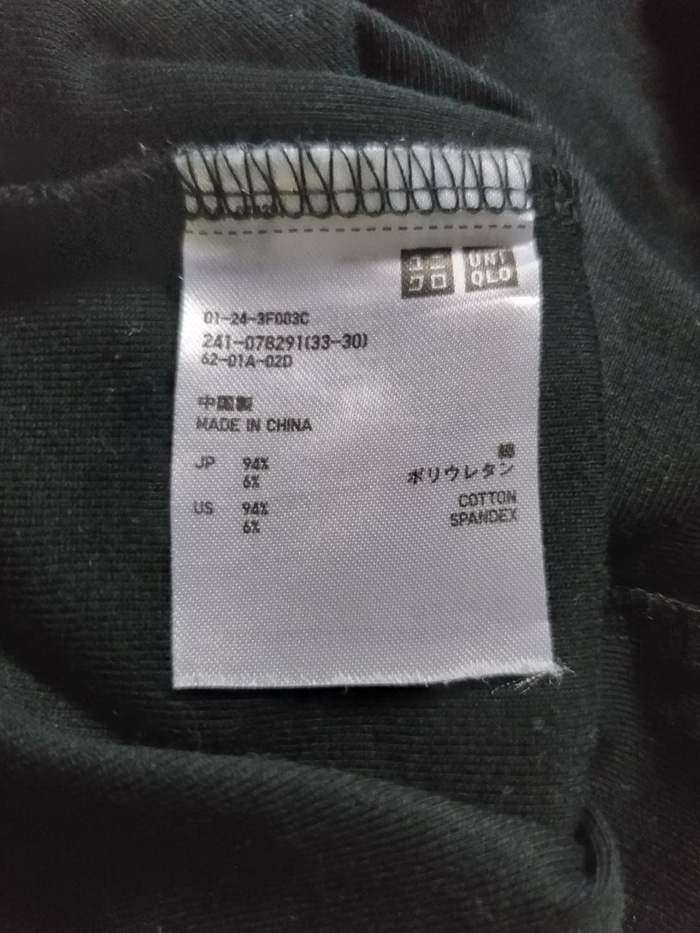 ユニ UNI
クロ QLO
01-24-3F003C
241-078291(33-30)
62-01A-02D
中国製
MADE IN CHINA
JP 94% 綿
6% ポリウレタン
US 94% COTTON
6% SPANDEX